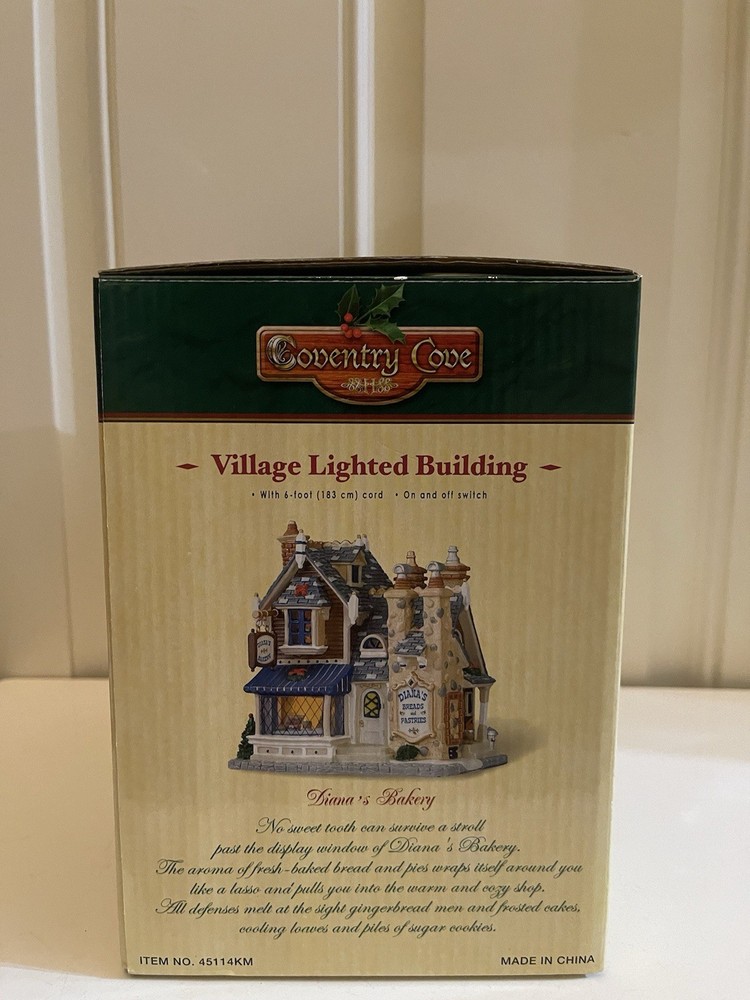 Coventry Cove
H
Village Lighted Building
• With 6-foot (183 cm) cord • On and off switch
DIANA'S
BREADS
and
PASTRIES
Diana's Bakery
No sweet tooth can survive a stroll
past the display window of Diana's Bakery.
The aroma of fresh-baked bread and pies wraps itself around you
like a lasso and pulls you into the warm and cozy shop.
All defenses melt at the sight gingerbread men and frosted cakes,
cooling loaves and piles of sugar cookies.
ITEM NO. 45114KM
MADE IN CHINA